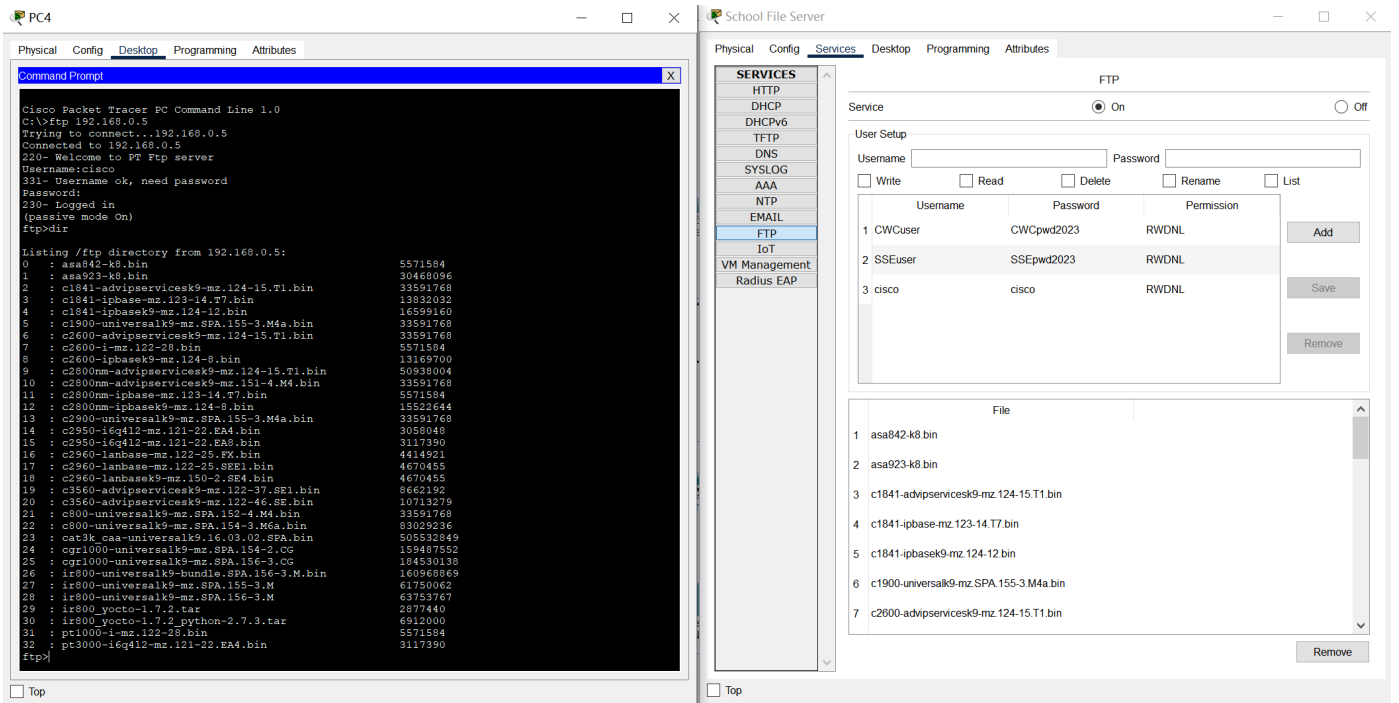 PC4
Physical Config Desktop Programming Attributes
Command Prompt X
Cisco Packet Tracer PC Command Line 1.0
C:\>ftp 192.168.0.5
Trying to connect...192.168.0.5
Connected to 192.168.0.5
220- Welcome to PT Ftp server
Username:cisco
331- Username ok, need password
Password:
230- Logged in
(passive mode On)
ftp>dir
Listing /ftp directory from 192.168.0.5:
0 : asa842-k8.bin 5571584
1 : asa923-k8.bin 30468096
2 : c1841-advipservicesk9-mz.124-15.T1.bin 33591768
3 : c1841-ipbase-mz.123-14.T7.bin 13832032
4 : c1841-ipbasek9-mz.124-12.bin 16599160
5 : c1900-universalk9-mz.SPA.155-3.M4a.bin 33591768
6 : c2600-advipservicesk9-mz.124-15.T1.bin 33591768
7 : c2600-i-mz.122-28.bin 5571584
8 : c2600-ipbasek9-mz.124-8.bin 13169700
9 : c2800nm-advipservicesk9-mz.124-15.T1.bin 50938004
10 : c2800nm-advipservicesk9-mz.151-4.M4.bin 33591768
11 : c2800nm-ipbase-mz.123-14.T7.bin 5571584
12 : c2800nm-ipbasek9-mz.124-8.bin 15522644
13 : c2900-universalk9-mz.SPA.155-3.M4a.bin 33591768
14 : c2950-i6q4l2-mz.121-22.EA4.bin 3058048
15 : c2950-i6q4l2-mz.121-22.EA8.bin 3117390
16 : c2960-lanbase-mz.122-25.FX.bin 4414921
17 : c2960-lanbase-mz.122-25.SEE1.bin 4670455
18 : c2960-lanbasek9-mz.150-2.SE4.bin 4670455
19 : c3560-advipservicesk9-mz.122-37.SE1.bin 8662192
20 : c3560-advipservicesk9-mz.122-46.SE.bin 10713279
21 : c800-universalk9-mz.SPA.152-4.M4.bin 33591768
22 : c800-universalk9-mz.SPA.154-3.M6a.bin 83029236
23 : cat3k_caa-universalk9.16.03.02.SPA.bin 505532849
24 : cgr1000-universalk9-mz.SPA.154-2.CG 159487552
25 : cgr1000-universalk9-mz.SPA.156-3.CG 184530138
26 : ir800-universalk9-bundle.SPA.156-3.M.bin 160968869
27 : ir800-universalk9-mz.SPA.155-3.M 61750062
28 : ir800-universalk9-mz.SPA.156-3.M 63753767
29 : ir800_yocto-1.7.2.tar 2877440
30 : ir800_yocto-1.7.2_python-2.7.3.tar 6912000
31 : pt1000-i-mz.122-28.bin 5571584
32 : pt3000-i6q4l2-mz.121-22.EA4.bin 3117390
ftp>
Top
School File Server
Physical Config Services Desktop Programming Attributes
SERVICES
HTTP
DHCP
DHCPv6
TFTP
DNS
SYSLOG
AAA
NTP
EMAIL
FTP
IoT
VM Management
Radius EAP
FTP
Service On Off
User Setup
Username Password
Write Read Delete Rename List
Username Password Permission
1 CWCuser CWCpwd2023 RWDNL
2 SSEuser SSEpwd2023 RWDNL
3 cisco cisco RWDNL
Add
Save
Remove
File
1 asa842-k8.bin
2 asa923-k8.bin
3 c1841-advipservicesk9-mz.124-15.T1.bin
4 c1841-ipbase-mz.123-14.T7.bin
5 c1841-ipbasek9-mz.124-12.bin
6 c1900-universalk9-mz.SPA.155-3.M4a.bin
7 c2600-advipservicesk9-mz.124-15.T1.bin
Remove
Top